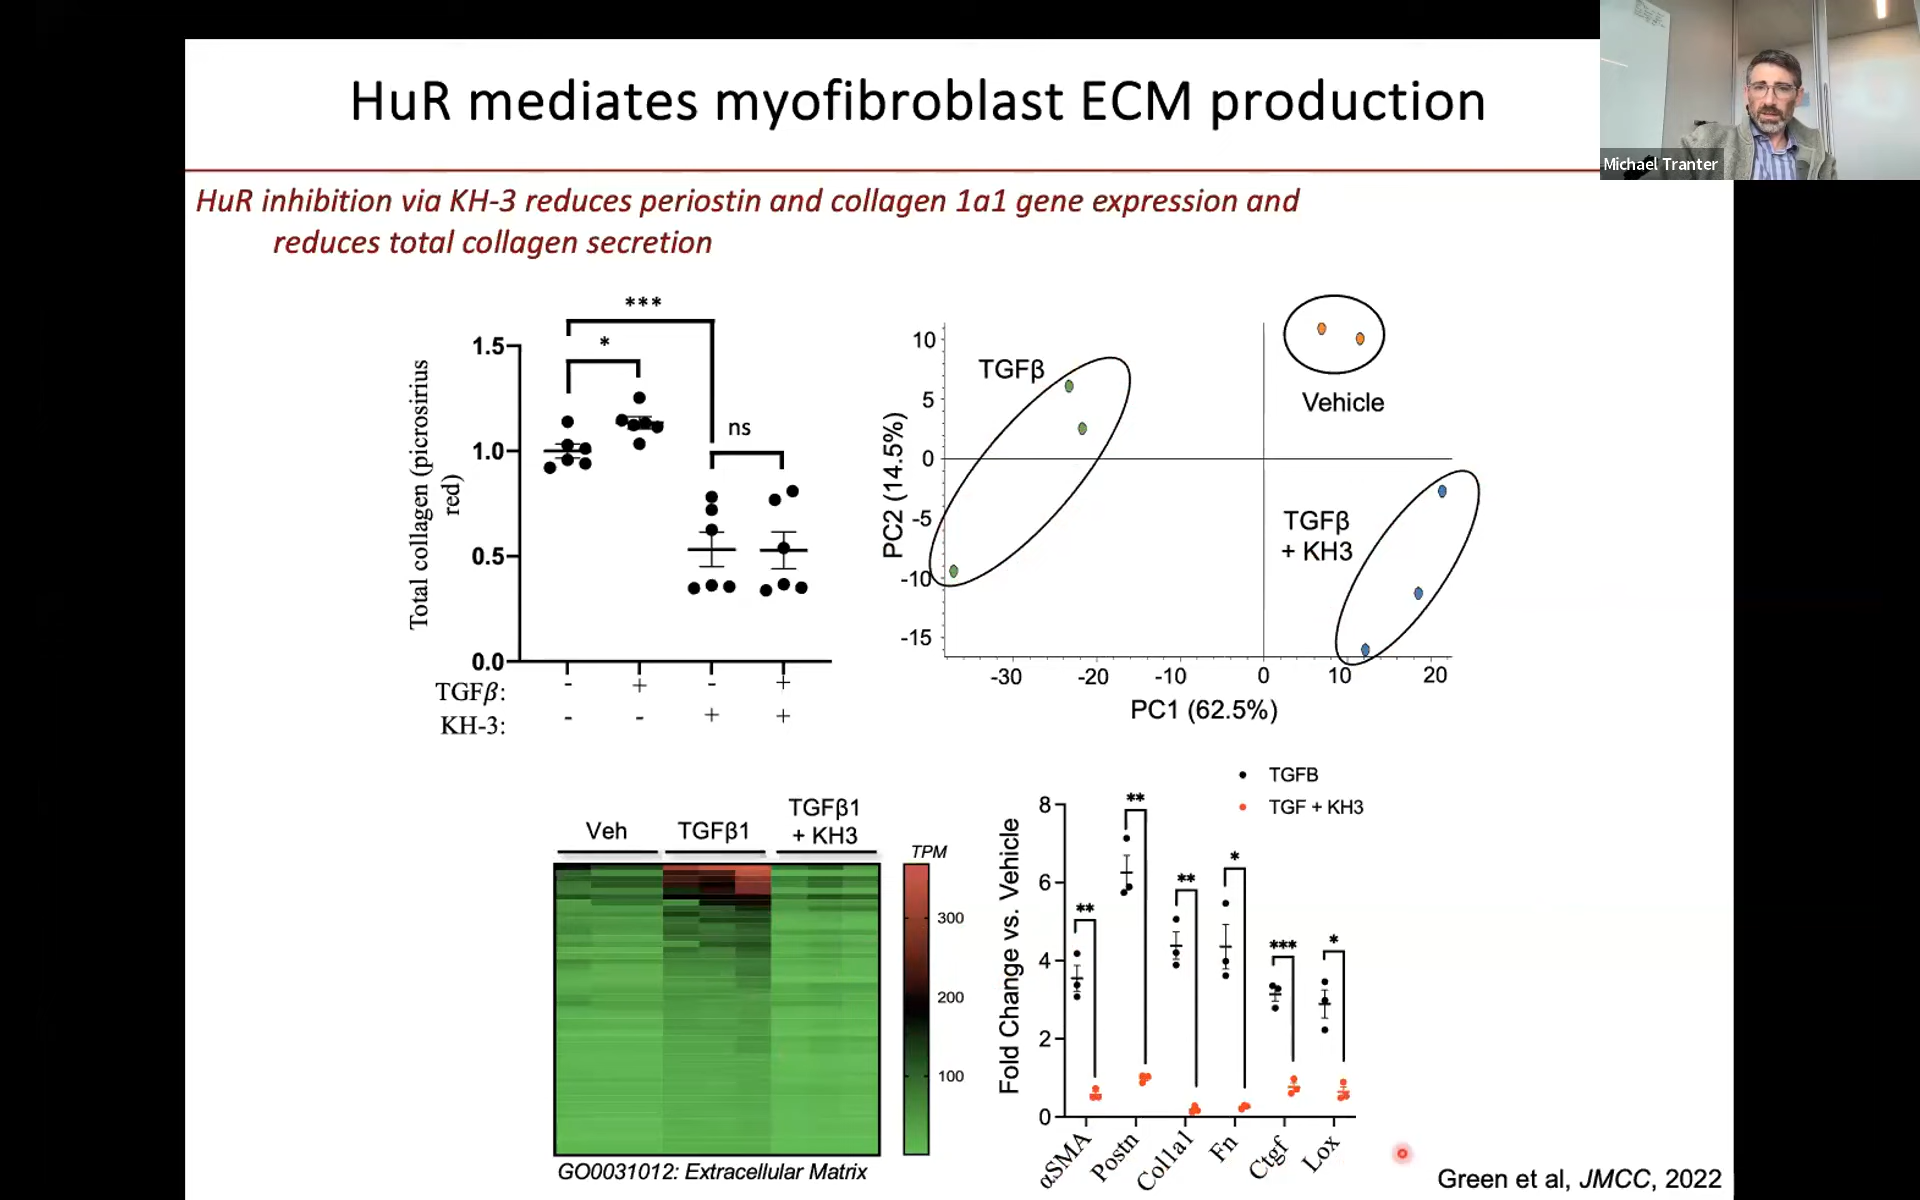 HuR mediates myofibroblast ECM production
Michael Tranter
HuR inhibition via KH-3 reduces periostin and collagen 1a1 gene expression and
reduces total collagen secretion
***
*
ns
1.5
1.0
0.5
0.0
Total collagen (picrosirius
red)
TGFβ: - + - +
KH-3: - - + +
TGFβ
Vehicle
TGFβ
+ KH3
10
5
0
-5
-10
-15
PC2 (14.5%)
-30 -20 -10 0 10 20
PC1 (62.5%)
Veh
TGFβ1
TGFβ1
+ KH3
TPM
300
200
100
GO0031012: Extracellular Matrix
TGFB
TGF + KH3
8
6
4
2
0
Fold Change vs. Vehicle
**
**
**
*
***
*
αSMA
Postn
Col1a1
Fn
Ctgf
Lox
Green et al, JMCC, 2022